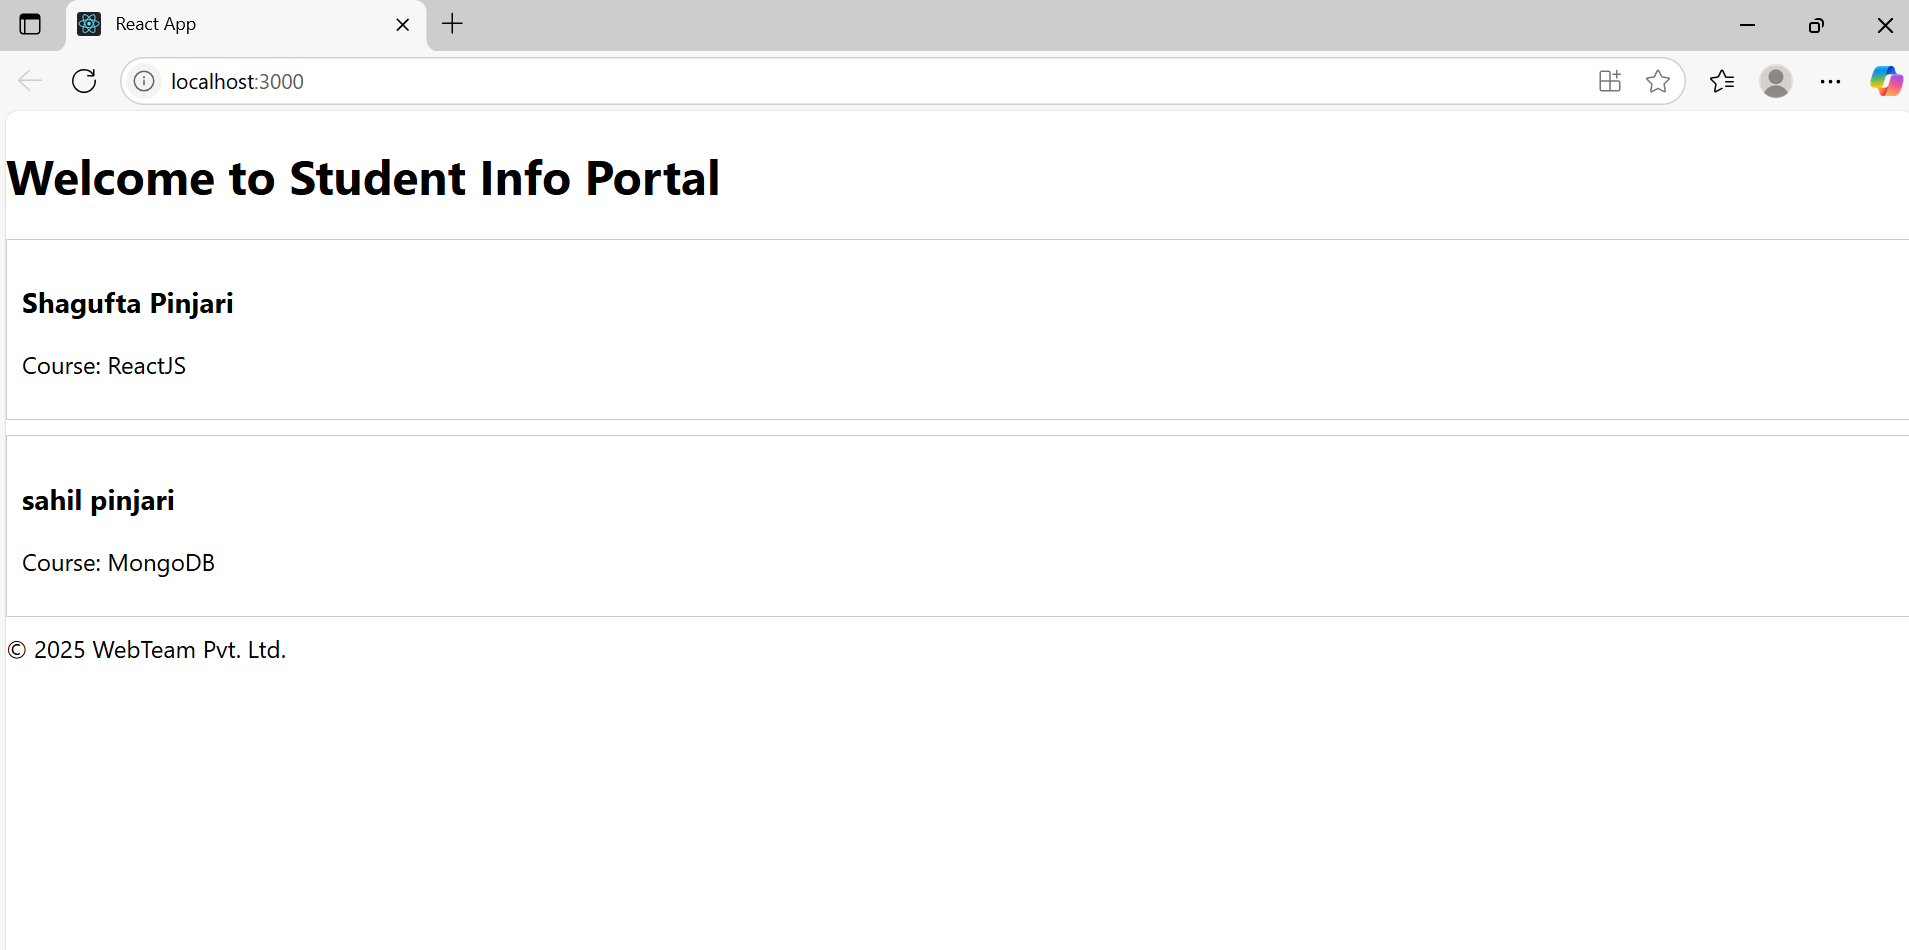 React App
localhost:3000
Welcome to Student Info Portal
Shagufta Pinjari
Course: ReactJS
sahil pinjari
Course: MongoDB
© 2025 WebTeam Pvt. Ltd.